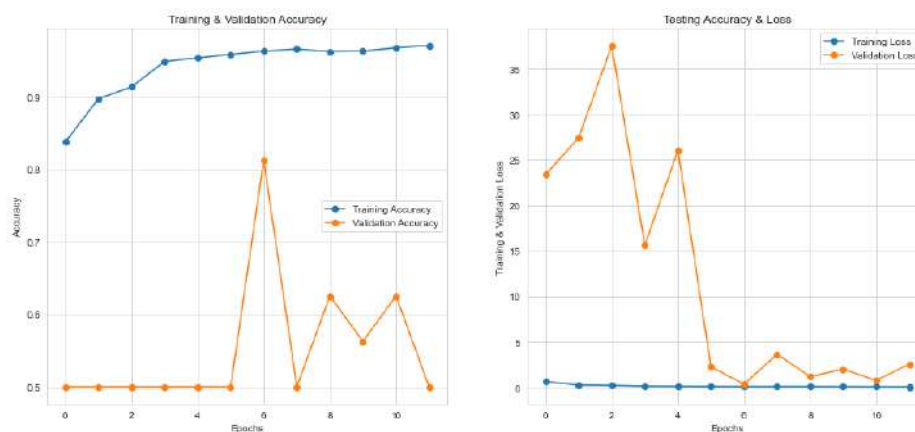 Training & Validation Accuracy
Accuracy
0.9
0.8
0.7
0.6
0.5
0
2
4
6
8
10
Epochs
Training Accuracy
Validation Accuracy
Testing Accuracy & Loss
Training & Validation Loss
35
30
25
20
15
10
5
0
0
2
4
6
8
10
Epochs
Training Loss
Validation Loss